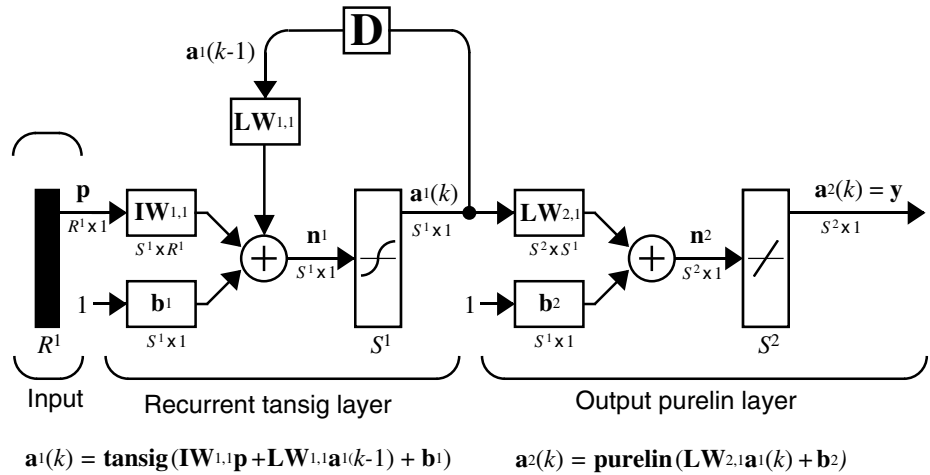 D
a¹(k-1)
LW1,1
p
R¹ x 1
IW1,1
S¹ x R¹
1
b¹
S¹ x 1
n¹
S¹ x 1
a¹(k)
S¹ x 1
LW2,1
S² x S¹
1
b²
S¹ x 1
n²
S² x 1
a²(k) = y
S² x 1
R¹
S¹
S²
Input
Recurrent tansig layer
Output purelin layer
a¹(k) = tansig (IW1,1p +LW1,1a¹(k-1) + b¹)
a²(k) = purelin (LW2,1a¹(k) + b²)